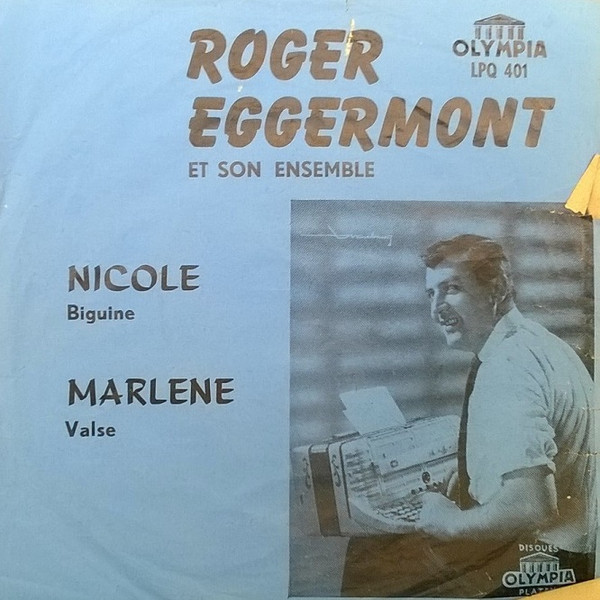 ROGER
EGGERMONT
ET SON ENSEMBLE
OLYMPIA
LPQ 401
NICOLE
Biguine
MARLENE
Valse
DISQUES
OLYMPIA